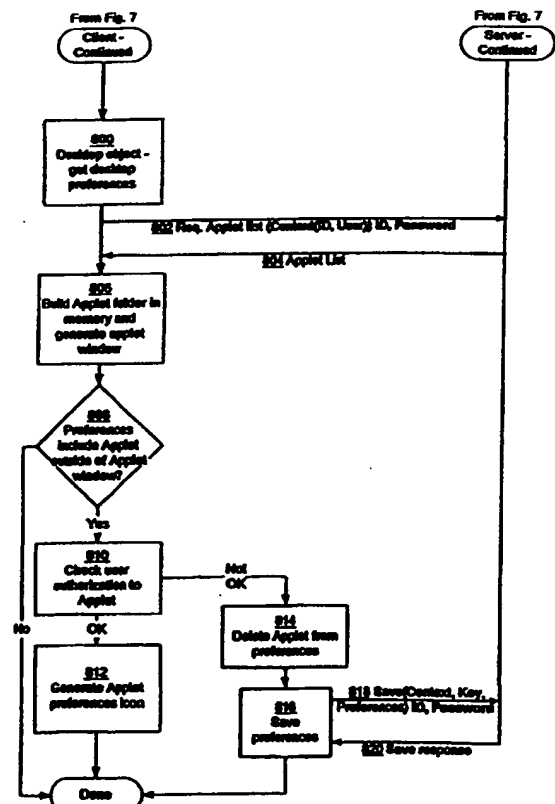 From Fig. 7
Client -
Continued
From Fig. 7
Server -
Continued
800
Desktop object -
get desktop
preferences
802 Req. Applet list (Context(ID, User)) ID, Password
804 Applet List
805
Build Applet folder in
memory and
generate applet
window
806
Preferences
include Applet
outside of Applet
window?
Yes
No
810
Check user
authorization to
Applet
Not
OK
OK
814
Delete Applet from
preferences
812
Generate Applet
preferences icon
816
Save
preferences
818 Save(Context, Key,
Preferences) ID, Password
820 Save response
Done